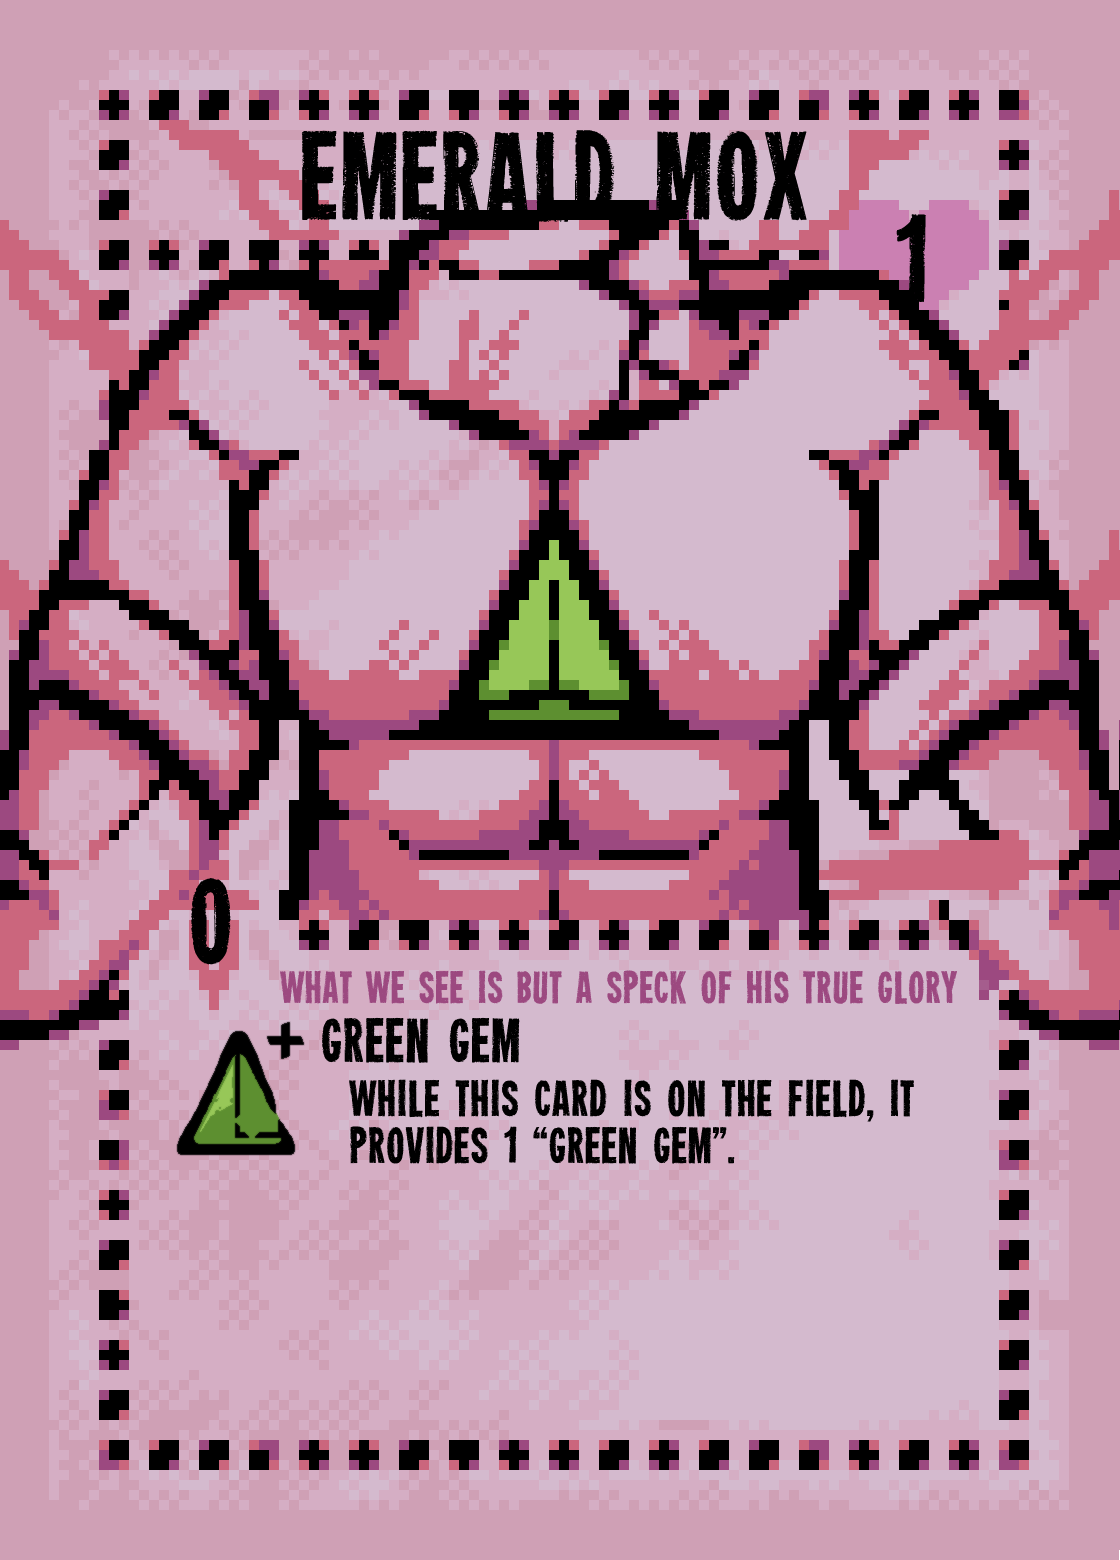 EMERALD MOX
1
0
WHAT WE SEE IS BUT A SPECK OF HIS TRUE GLORY
+ GREEN GEM
WHILE THIS CARD IS ON THE FIELD, IT
PROVIDES 1 “GREEN GEM”.